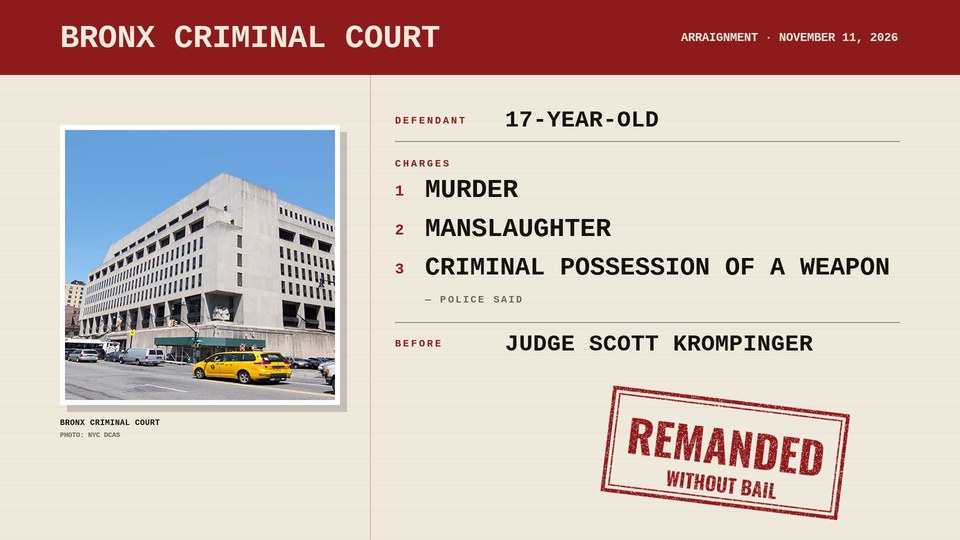 BRONX CRIMINAL COURT
ARRAIGNMENT · NOVEMBER 11, 2026
DEFENDANT 17-YEAR-OLD
CHARGES
1 MURDER
2 MANSLAUGHTER
3 CRIMINAL POSSESSION OF A WEAPON
— POLICE SAID
BEFORE JUDGE SCOTT KROMPINGER
BRONX CRIMINAL COURT
PHOTO: NYC DCAS
REMANDED
WITHOUT BAIL